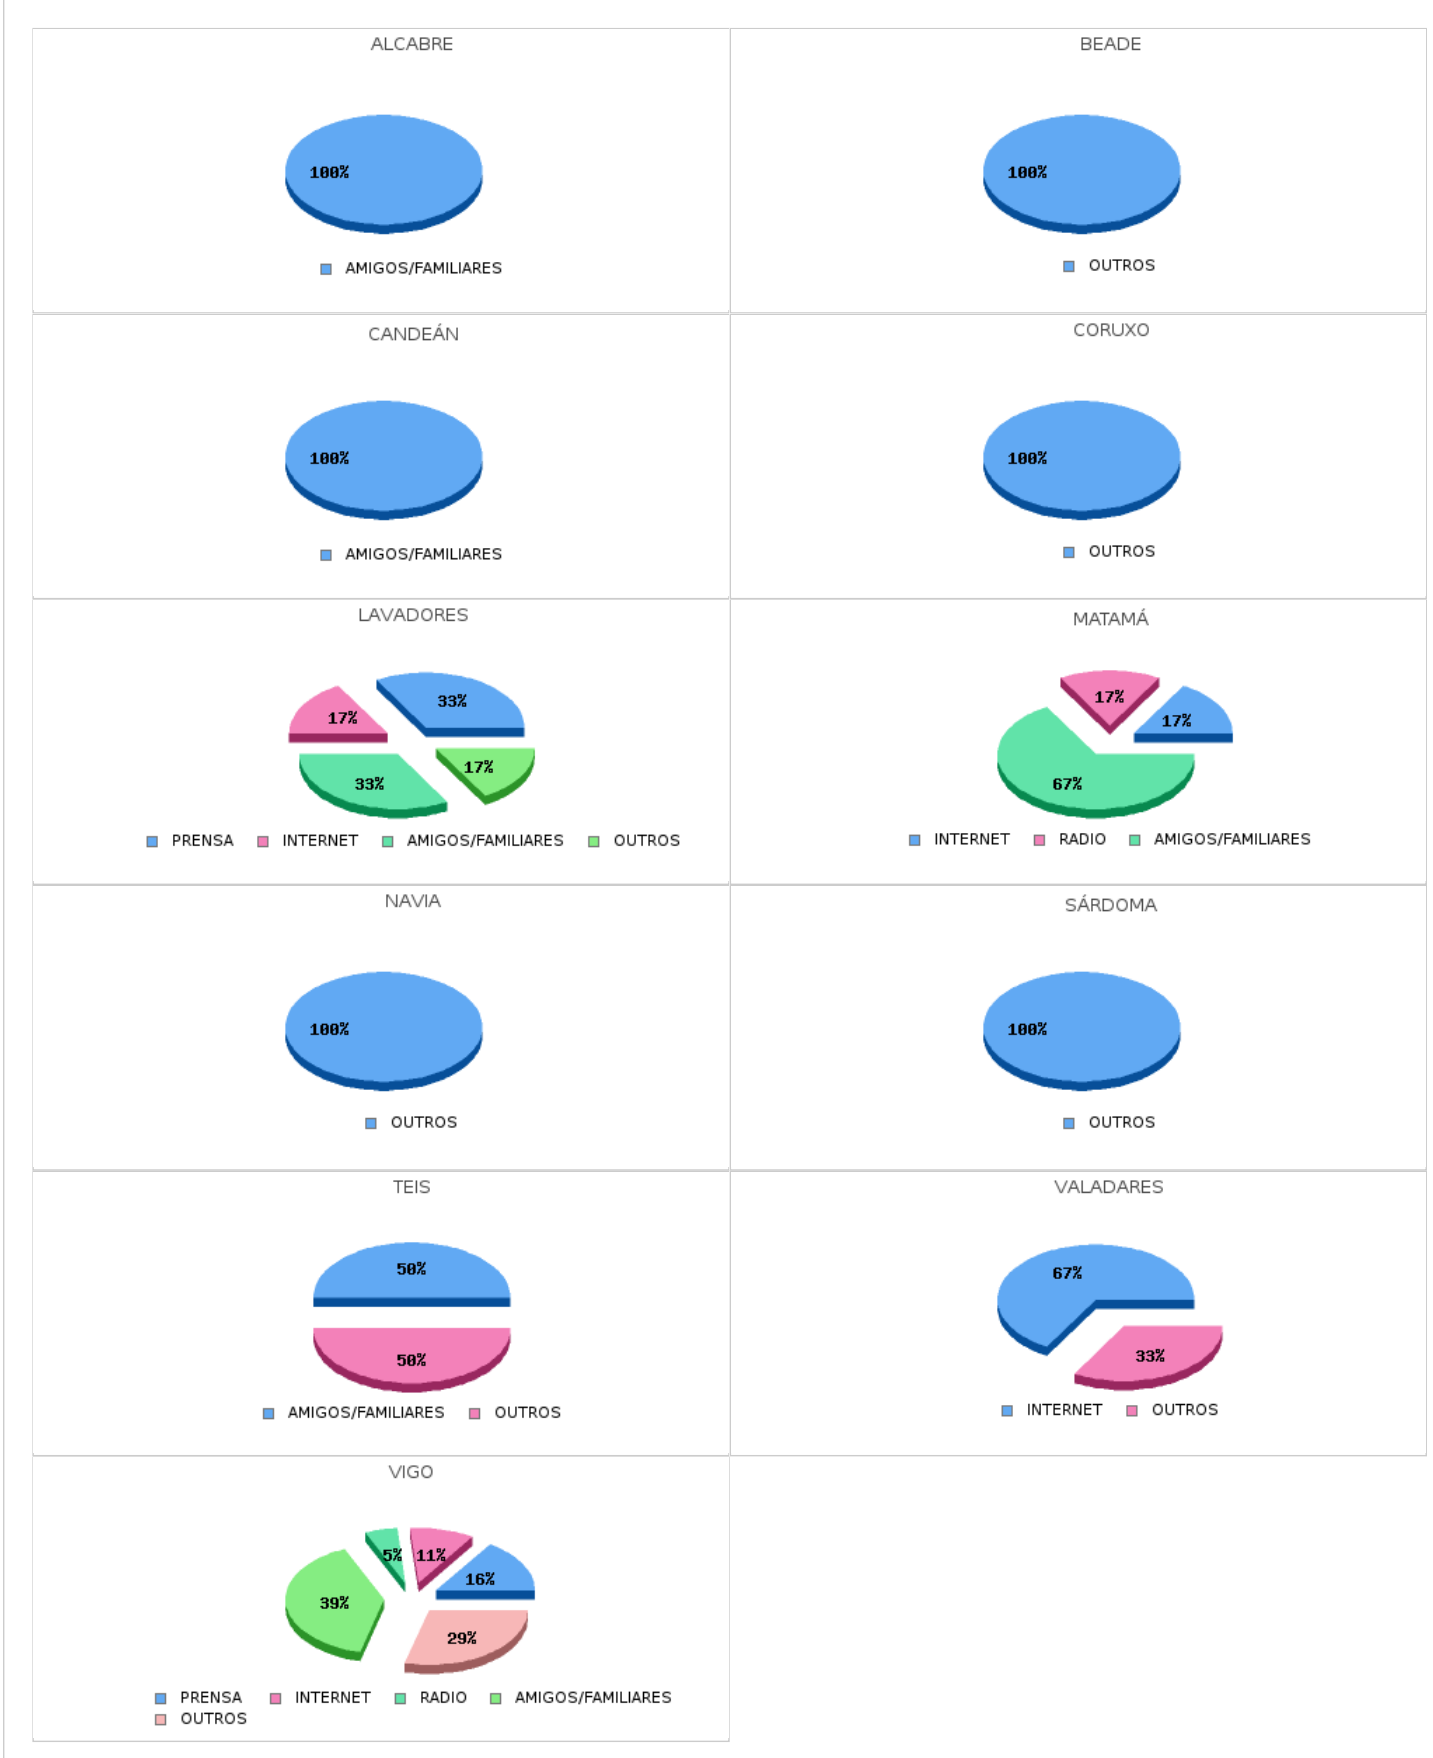 ALCABRE
100%
AMIGOS/FAMILIARES
BEADE
100%
OUTROS
CANDEÁN
100%
AMIGOS/FAMILIARES
CORUXO
100%
OUTROS
LAVADORES
33%
17%
33%
17%
PRENSA INTERNET AMIGOS/FAMILIARES OUTROS
MATAMÁ
17%
17%
67%
INTERNET RADIO AMIGOS/FAMILIARES
NAVIA
100%
OUTROS
SÁRDOMA
100%
OUTROS
TEIS
50%
50%
AMIGOS/FAMILIARES OUTROS
VALADARES
67%
33%
INTERNET OUTROS
VIGO
5% 11%
16%
39%
29%
PRENSA INTERNET RADIO AMIGOS/FAMILIARES
OUTROS